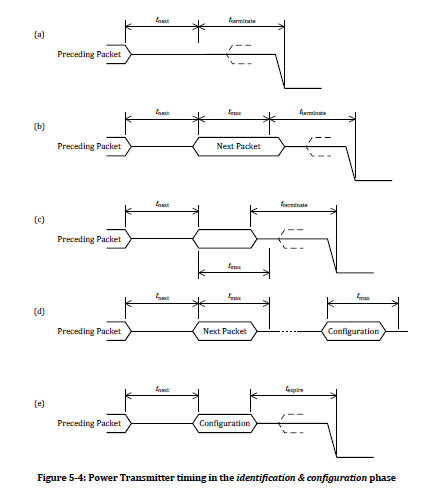 (a)
tnext tterminate
Preceding Packet
(b)
tnext tmax tterminate
Preceding Packet Next Packet
(c)
tnext tterminate
Preceding Packet
tmax
(d)
tnext tmax tmax
Preceding Packet Next Packet Configuration
(e)
tnext texpire
Preceding Packet Configuration
Figure 5-4: Power Transmitter timing in the identification & configuration phase